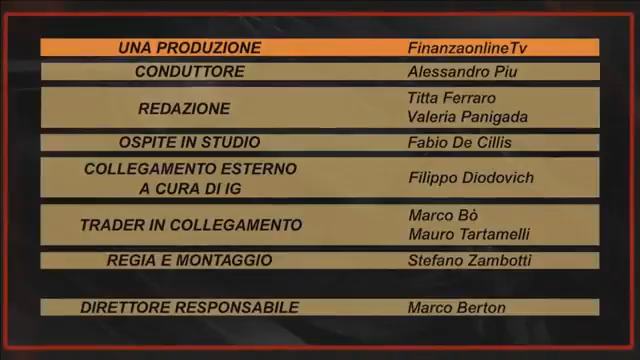 UNA PRODUZIONE FinanzaonlineTv
CONDUTTORE Alessandro Piu
REDAZIONE Titta Ferraro
Valeria Panigada
OSPITE IN STUDIO Fabio De Cillis
COLLEGAMENTO ESTERNO
A CURA DI IG Filippo Diodovich
TRADER IN COLLEGAMENTO Marco Bò
Mauro Tartamelli
REGIA E MONTAGGIO Stefano Zambotti
DIRETTORE RESPONSABILE Marco Berton